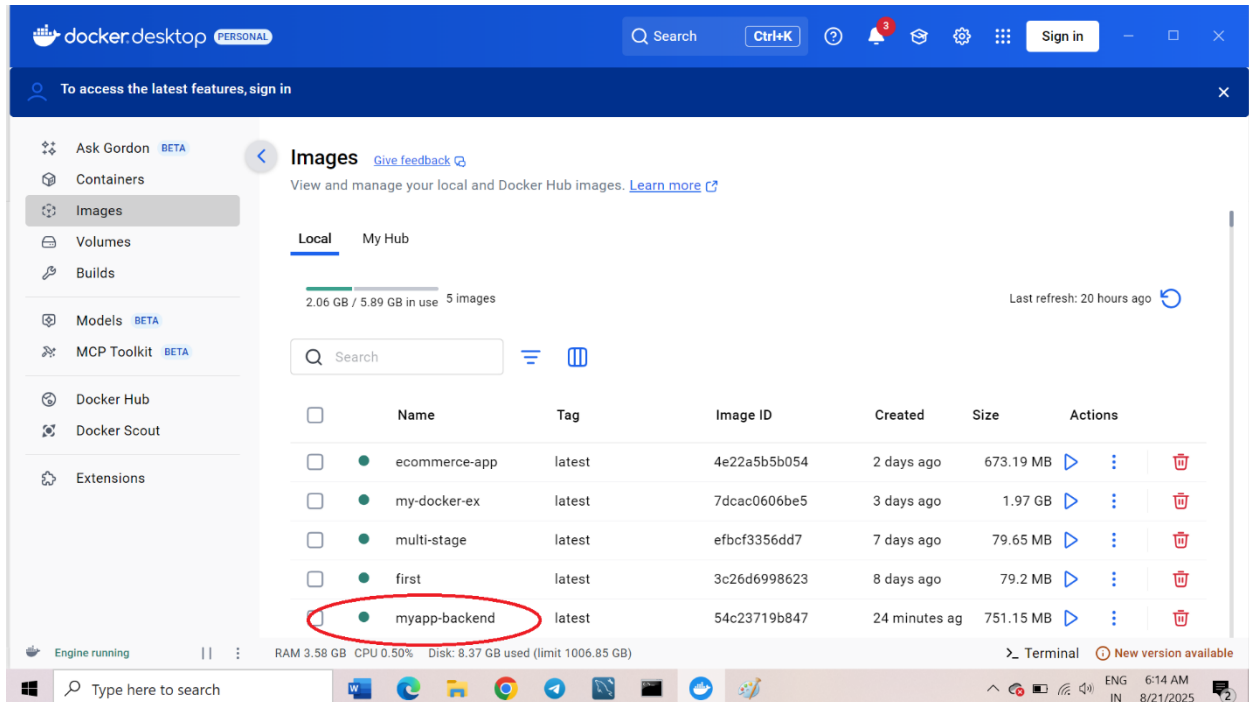 docker.desktop PERSONAL Search Ctrl+K 3 Sign in
To access the latest features, sign in
Ask Gordon BETA
Containers
Images
Volumes
Builds
Models BETA
MCP Toolkit BETA
Docker Hub
Docker Scout
Extensions
Images Give feedback
View and manage your local and Docker Hub images. Learn more
Local My Hub
2.06 GB / 5.89 GB in use 5 images Last refresh: 20 hours ago
Search
Name Tag Image ID Created Size Actions
ecommerce-app latest 4e22a5b5b054 2 days ago 673.19 MB
my-docker-ex latest 7dcac0606be5 3 days ago 1.97 GB
multi-stage latest efbcf3356dd7 7 days ago 79.65 MB
first latest 3c26d6998623 8 days ago 79.2 MB
myapp-backend latest 54c23719b847 24 minutes ag 751.15 MB
Engine running RAM 3.58 GB CPU 0.50% Disk: 8.37 GB used (limit 1006.85 GB) >_ Terminal New version available
Type here to search ENG 6:14 AM
IN 8/21/2025 2